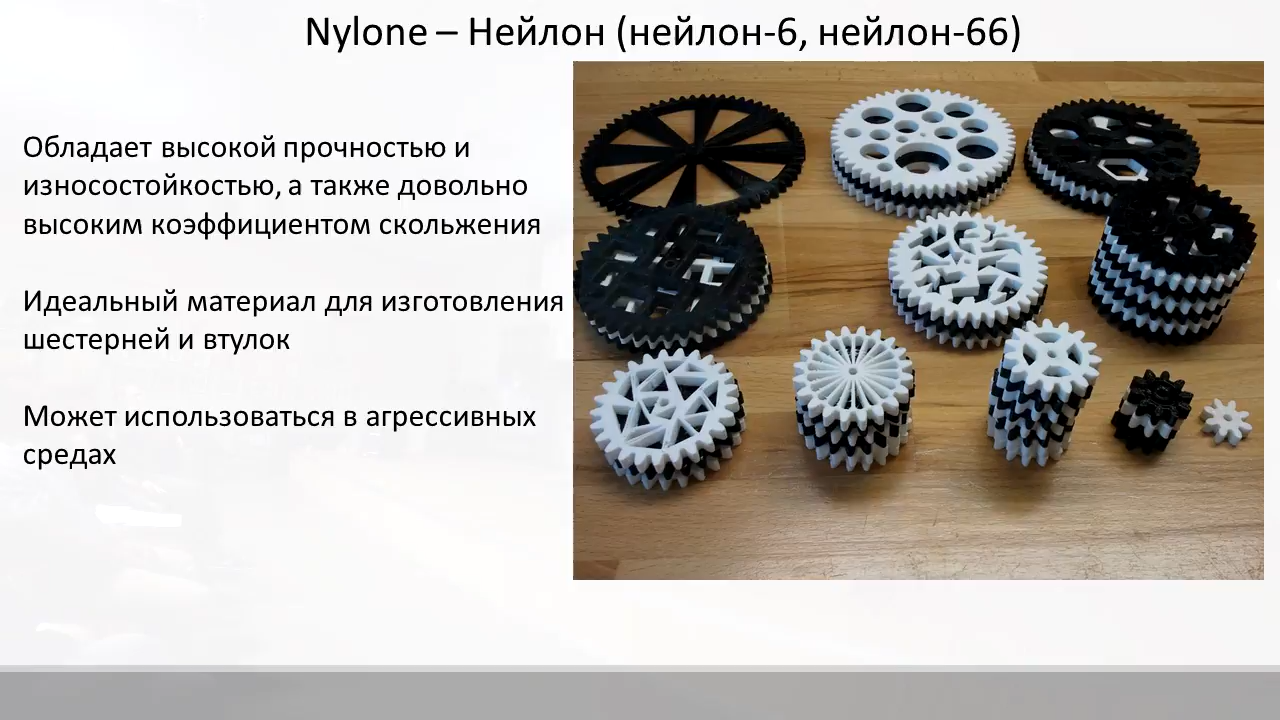 Nylone – Нейлон (нейлон-6, нейлон-66)
Обладает высокой прочностью и
износостойкостью, а также довольно
высоким коэффициентом скольжения
Идеальный материал для изготовления
шестерней и втулок
Может использоваться в агрессивных
средах